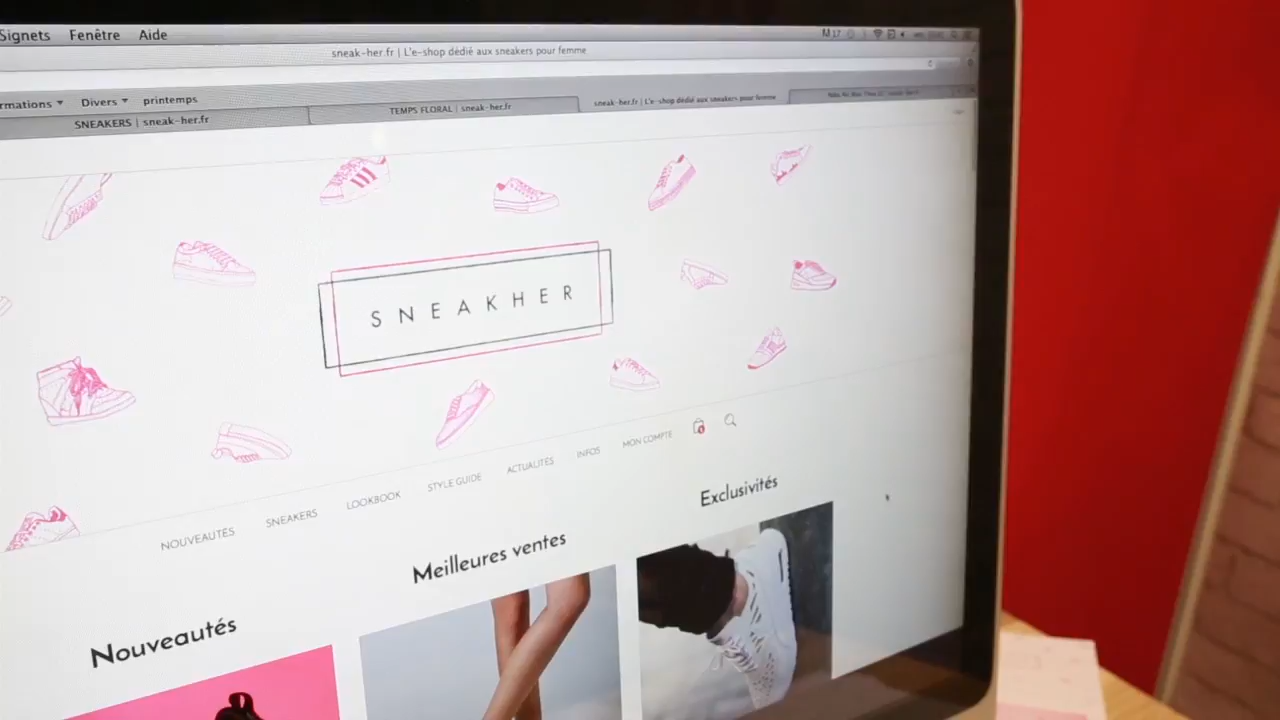 Signets Fenêtre Aide
sneak-her.fr | L'e-shop dédié aux sneakers pour femme
rmations Divers printemps
SNEAKERS | sneak-her.fr
TEMPS FLORAL | sneak-her.fr
sneak-her.fr | L'e-shop dédié aux sneakers pour femme
SNEAKHER
NOUVEAUTES SNEAKERS LOOKBOOK STYLE GUIDE ACTUALITÉS INFOS MON COMPTE
Nouveautés
Meilleures ventes
Exclusivités